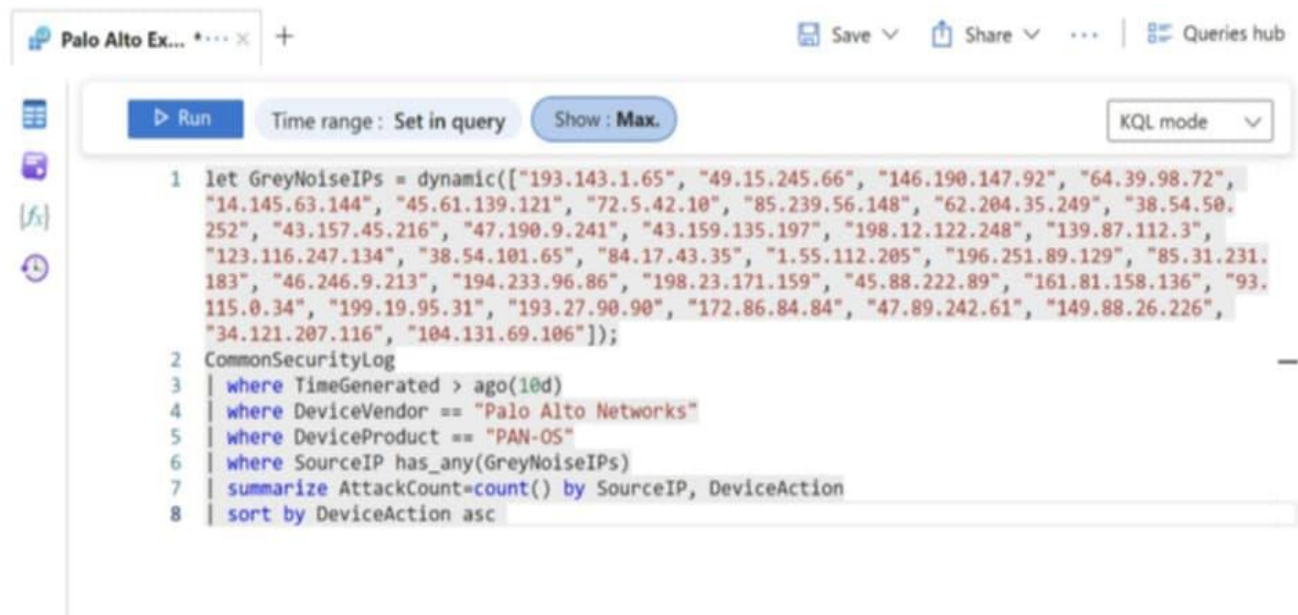 Palo Alto Ex... *···· × +
Save Share ··· Queries hub
Run Time range : Set in query Show : Max. KQL mode
1 let GreyNoiseIPs = dynamic(["193.143.1.65", "49.15.245.66", "146.190.147.92", "64.39.98.72",
"14.145.63.144", "45.61.139.121", "72.5.42.10", "85.239.56.148", "62.204.35.249", "38.54.50.
252", "43.157.45.216", "47.190.9.241", "43.159.135.197", "198.12.122.248", "139.87.112.3",
"123.116.247.134", "38.54.101.65", "84.17.43.35", "1.55.112.205", "196.251.89.129", "85.31.231.
183", "46.246.9.213", "194.233.96.86", "198.23.171.159", "45.88.222.89", "161.81.158.136", "93.
115.0.34", "199.19.95.31", "193.27.90.90", "172.86.84.84", "47.89.242.61", "149.88.26.226",
"34.121.207.116", "104.131.69.106"]);
2 CommonSecurityLog
3 | where TimeGenerated > ago(10d)
4 | where DeviceVendor == "Palo Alto Networks"
5 | where DeviceProduct == "PAN-OS"
6 | where SourceIP has_any(GreyNoiseIPs)
7 | summarize AttackCount=count() by SourceIP, DeviceAction
8 | sort by DeviceAction asc